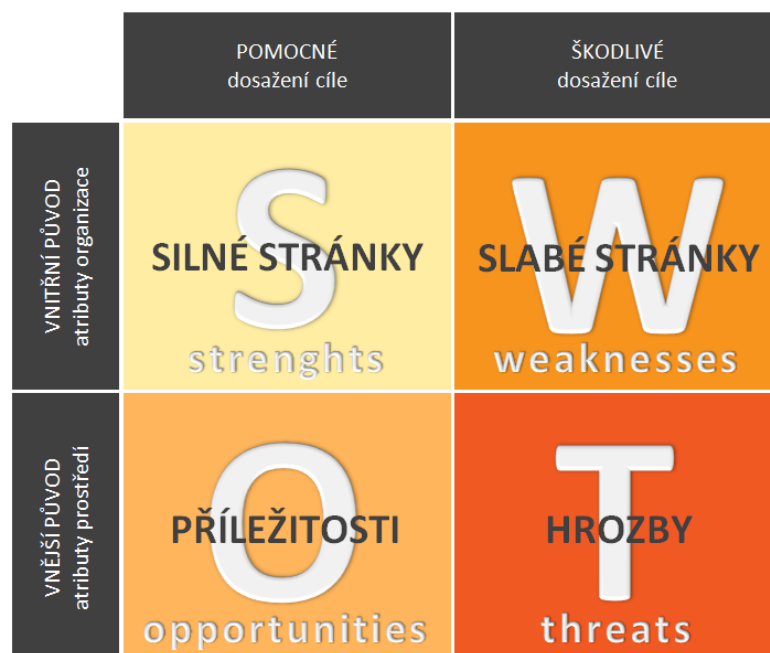 POMOCNÉ
dosažení cíle
ŠKODLIVÉ
dosažení cíle
VNITŘNÍ PŮVOD
atributy organizace
S
SILNÉ STRÁNKY
strenghts
W
SLABÉ STRÁNKY
weaknesses
VNĚJŠÍ PŮVOD
atributy prostředí
O
PŘÍLEŽITOSTI
opportunities
T
HROZBY
threats